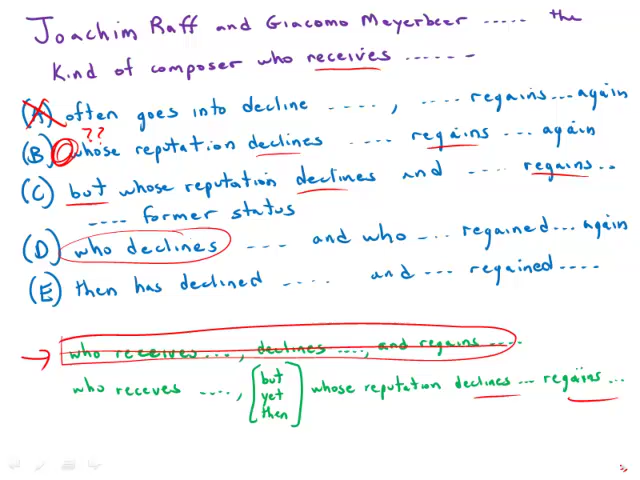 Joachim Raff and Giacomo Meyerbeer ..... the
kind of composer who receives .......
(A) often goes into decline ...., .... regains... again
??
(B) whose reputation declines .... regains ... again
(C) but whose reputation declines and .... regains..
.... former status
(D) who declines .... and who ... regained... again
(E) then has declined ..... and ... regained....
→ who receives..., declines ...., and regains ....
who receves ...., [but yet then] whose reputation declines ... regains ...